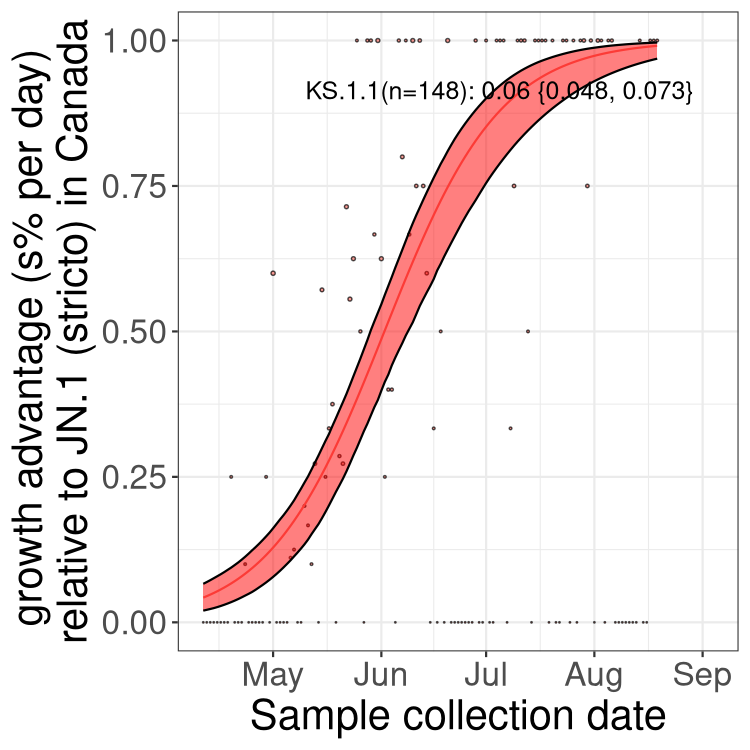 growth advantage (s% per day)
relative to JN.1 (stricto) in Canada
1.00
0.75
0.50
0.25
0.00
KS.1.1(n=148): 0.06 {0.048, 0.073}
May Jun Jul Aug Sep
Sample collection date